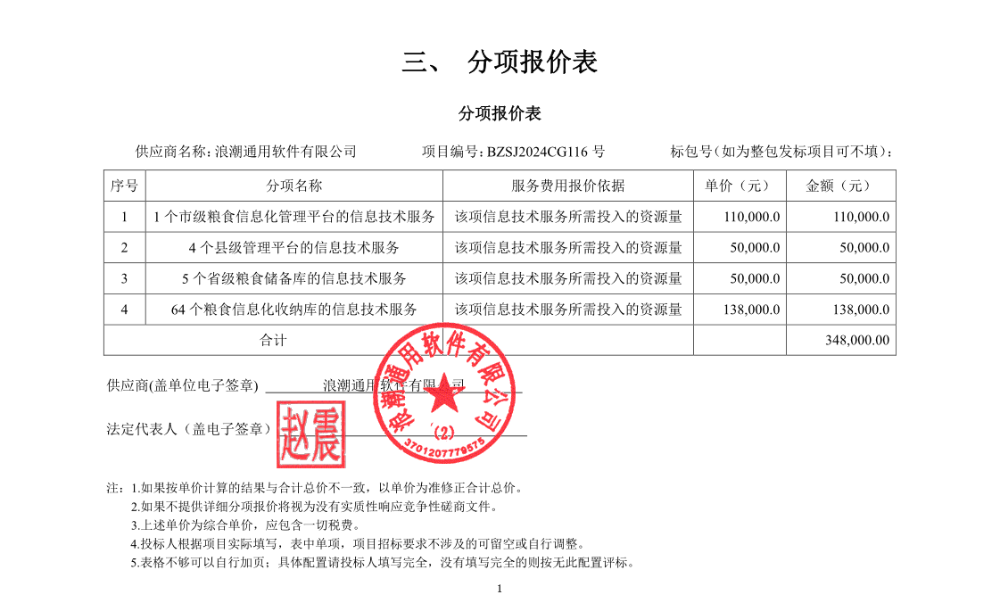 三、 分项报价表
分项报价表
供应商名称：浪潮通用软件有限公司 项目编号：BZSJ2024CG116 号 标包号（如为整包发标项目可不填）：
序号 分项名称 服务费用报价依据 单价（元） 金额（元）
1 1 个市级粮食信息化管理平台的信息技术服务 该项信息技术服务所需投入的资源量 110,000.0 110,000.0
2 4 个县级管理平台的信息技术服务 该项信息技术服务所需投入的资源量 50,000.0 50,000.0
3 5 个省级粮食储备库的信息技术服务 该项信息技术服务所需投入的资源量 50,000.0 50,000.0
4 64 个粮食信息化收纳库的信息技术服务 该项信息技术服务所需投入的资源量 138,000.0 138,000.0
合计 348,000.00
供应商(盖单位电子签章) 浪潮通用软件有限公司
浪潮通用软件有限公司
(2)
3701207779575
法定代表人（盖电子签章）
赵震
注：1.如果按单价计算的结果与合计总价不一致，以单价为准修正合计总价。
2.如果不提供详细分项报价将视为没有实质性响应竞争性磋商文件。
3.上述单价为综合单价，应包含一切税费。
4.投标人根据项目实际填写，表中单项，项目招标要求不涉及的可留空或自行调整。
5.表格不够可以自行加页；具体配置请投标人填写完全，没有填写完全的则按无此配置评标。
1